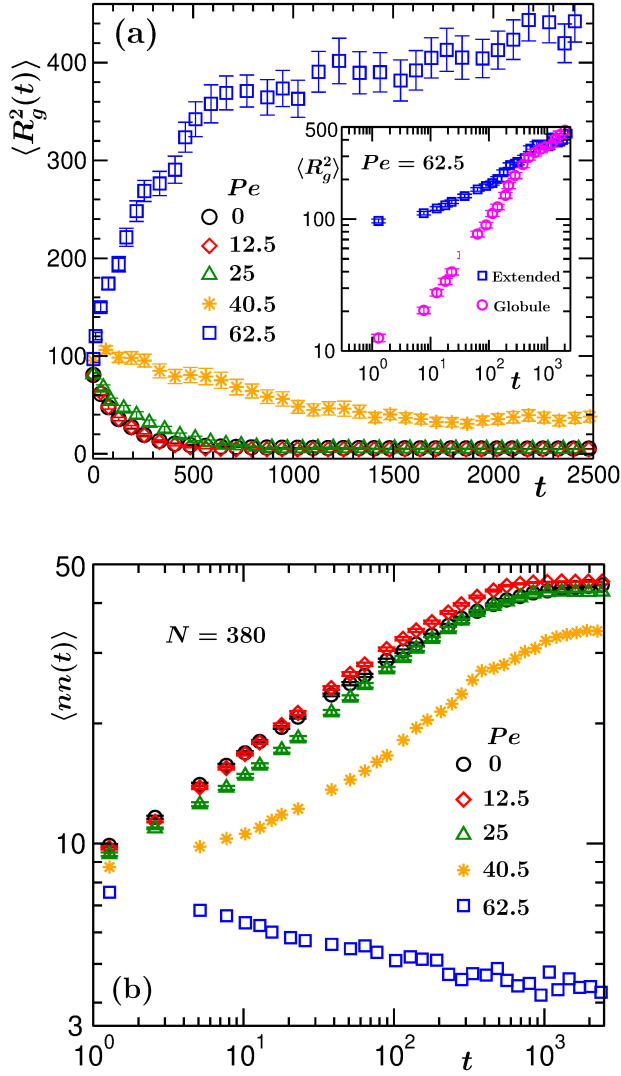 (a)
⟨R_g^2(t)⟩
400
300
200
100
0
0 500 1000 1500 2000 2500
t
Pe
0
12.5
25
40.5
62.5
Pe = 62.5
⟨R_g^2⟩
500
100
10
10^0 10^1 10^2 10^3
t
Extended
Globule
(b)
⟨nn(t)⟩
N = 380
50
10
3
10^0 10^1 10^2 10^3
t
Pe
0
12.5
25
40.5
62.5